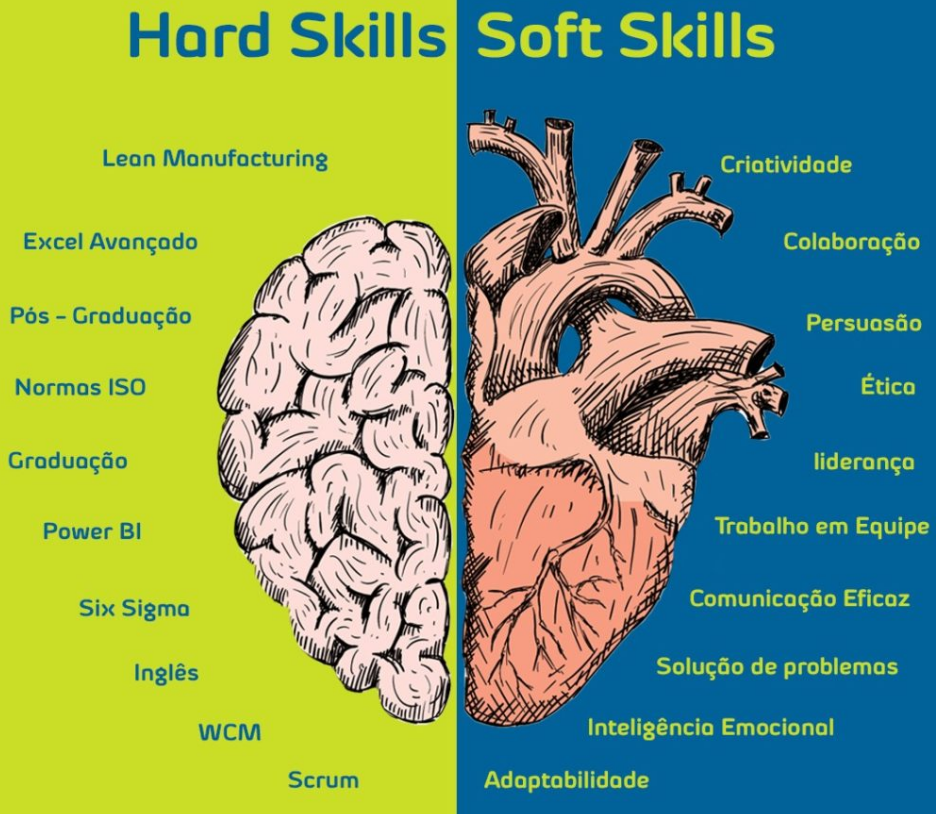 Hard Skills
Lean Manufacturing
Excel Avançado
Pós - Graduação
Normas ISO
Graduação
Power BI
Six Sigma
Inglês
WCM
Scrum
Soft Skills
Criatividade
Colaboração
Persuasão
Ética
liderança
Trabalho em Equipe
Comunicação Eficaz
Solução de problemas
Inteligência Emocional
Adaptabilidade